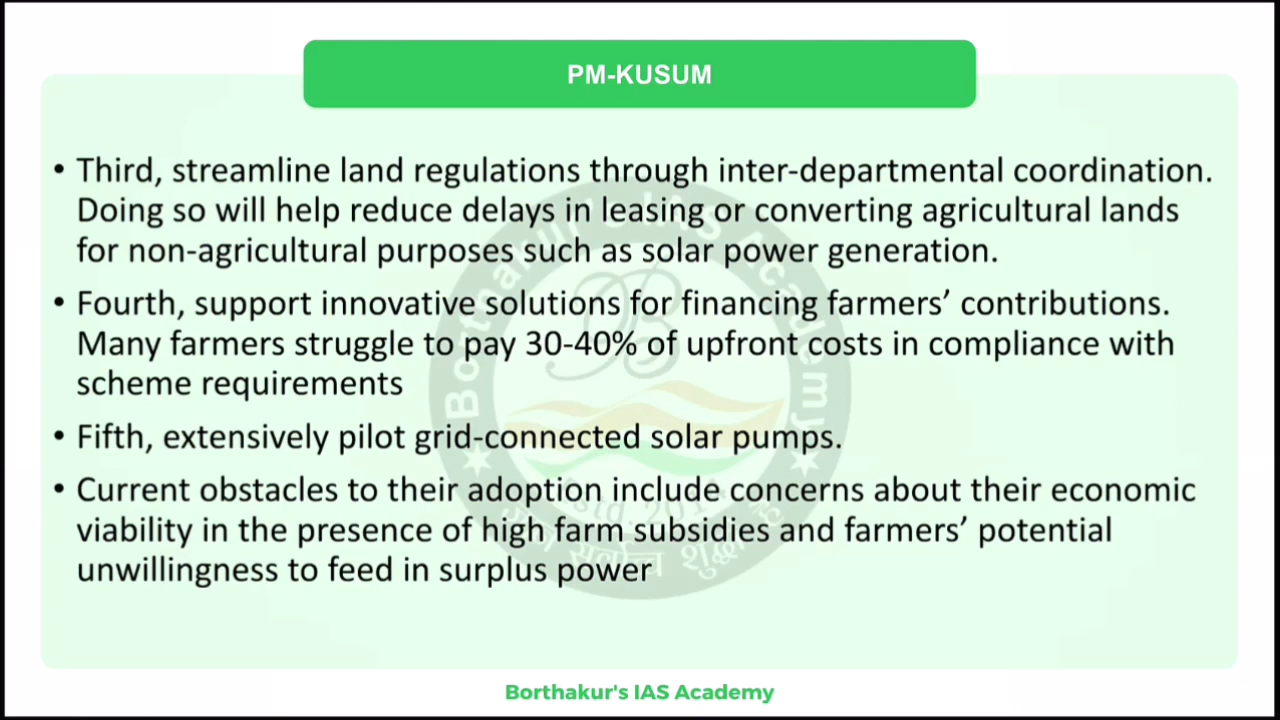 PM-KUSUM
• Third, streamline land regulations through inter-departmental coordination.
Doing so will help reduce delays in leasing or converting agricultural lands
for non-agricultural purposes such as solar power generation.
• Fourth, support innovative solutions for financing farmers’ contributions.
Many farmers struggle to pay 30-40% of upfront costs in compliance with
scheme requirements
• Fifth, extensively pilot grid-connected solar pumps.
• Current obstacles to their adoption include concerns about their economic
viability in the presence of high farm subsidies and farmers’ potential
unwillingness to feed in surplus power
Borthakur's IAS Academy